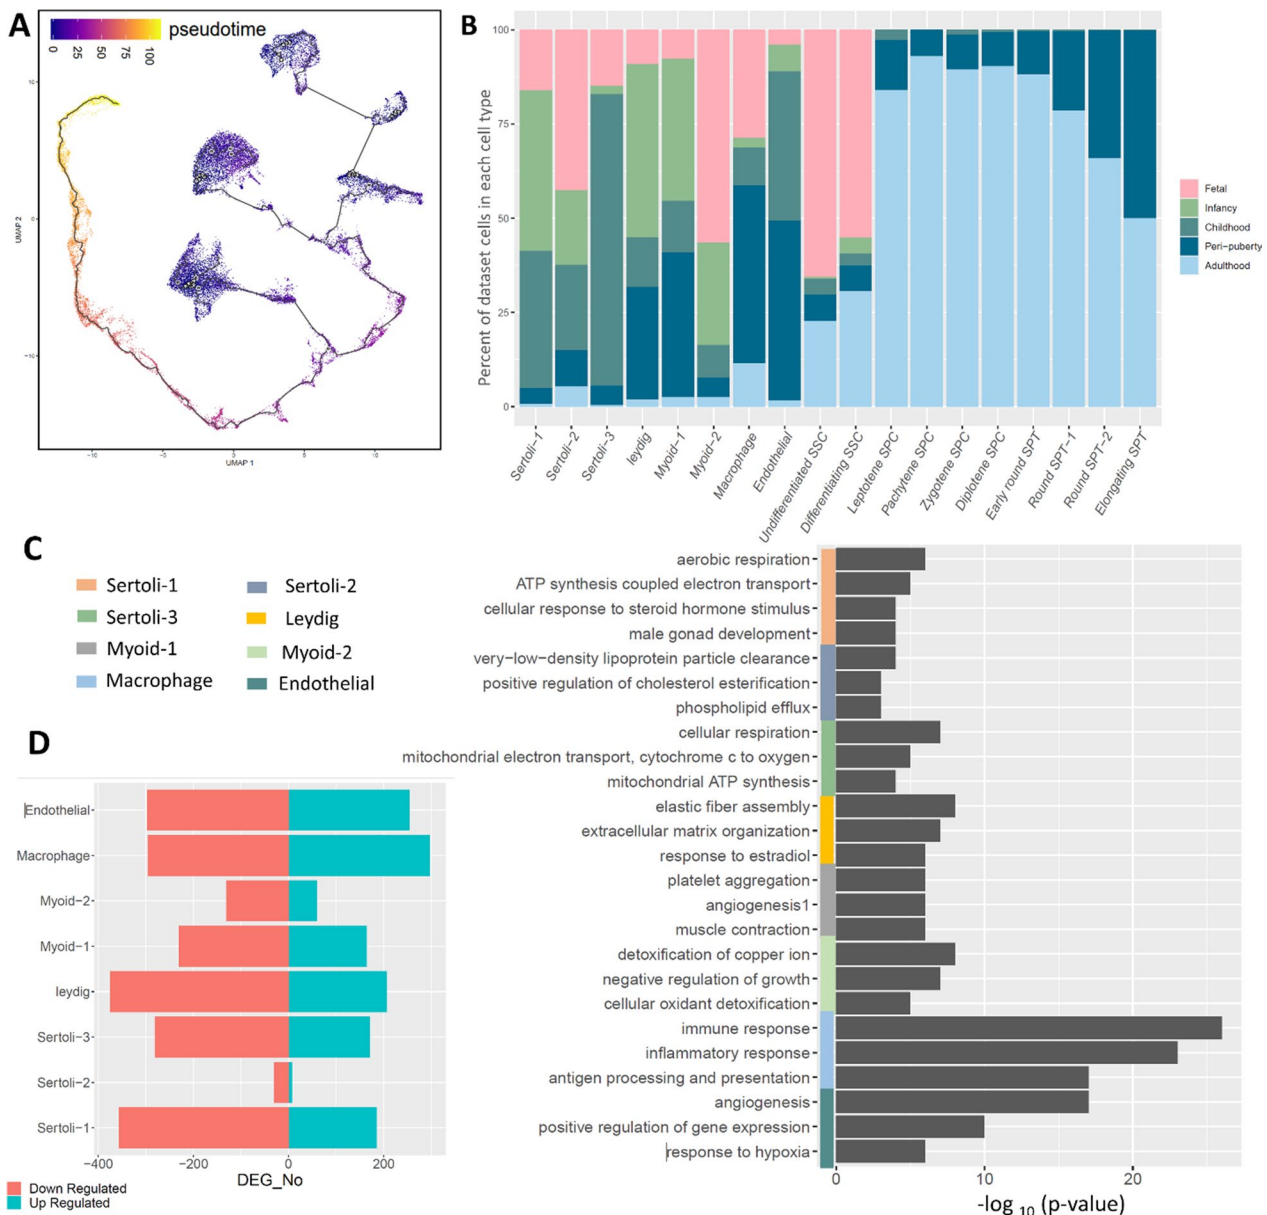 A
pseudotime
0 25 50 75 100
10
0
−10
UMAP 2
−10 −5 0 5 10
UMAP 1
B
Percent of dataset cells in each cell type
100
75
50
25
0
Sertoli-1
Sertoli-2
Sertoli-3
leydig
Myoid-1
Myoid-2
Macrophage
Endothelial
Undifferentiated SSC
Differentiating SSC
Leptotene SPC
Pachytene SPC
Zygotene SPC
Diplotene SPC
Early round SPT
Round SPT-1
Round SPT-2
Elongating SPT
Fetal
Infancy
Childhood
Peri-puberty
Adulthood
C
Sertoli-1
Sertoli-2
Sertoli-3
Leydig
Myoid-1
Myoid-2
Macrophage
Endothelial
aerobic respiration
ATP synthesis coupled electron transport
cellular response to steroid hormone stimulus
male gonad development
very−low−density lipoprotein particle clearance
positive regulation of cholesterol esterification
phospholipid efflux
cellular respiration
mitochondrial electron transport, cytochrome c to oxygen
mitochondrial ATP synthesis
elastic fiber assembly
extracellular matrix organization
response to estradiol
platelet aggregation
angiogenesis1
muscle contraction
detoxification of copper ion
negative regulation of growth
cellular oxidant detoxification
immune response
inflammatory response
antigen processing and presentation
angiogenesis
positive regulation of gene expression
response to hypoxia
0 10 20
-log 10 (p-value)
D
Endothelial
Macrophage
Myoid−2
Myoid−1
leydig
Sertoli−3
Sertoli−2
Sertoli−1
−400 −200 0 200
DEG_No
Down Regulated
Up Regulated